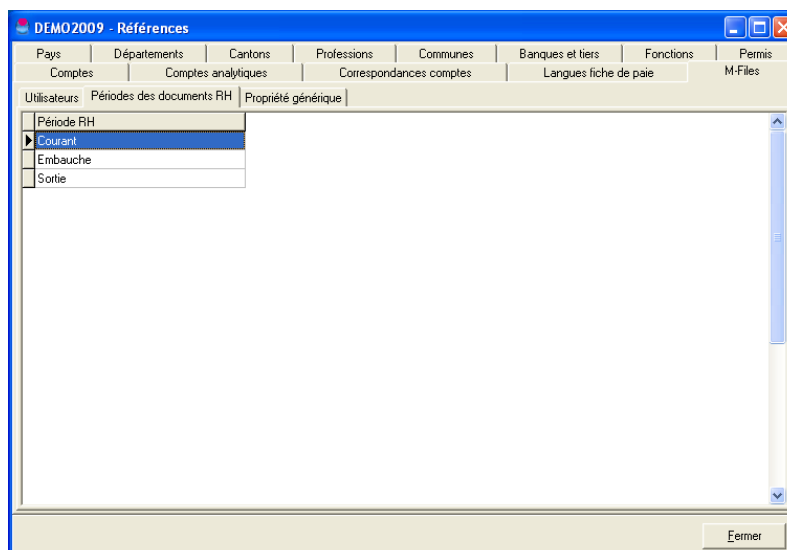 DEMO2009 - Références
Pays Départements Cantons Professions Communes Banques et tiers Fonctions Permis
Comptes Comptes analytiques Correspondances comptes Langues fiche de paie M-Files
Utilisateurs Périodes des documents RH Propriété générique
Période RH
Courant
Embauche
Sortie
Fermer